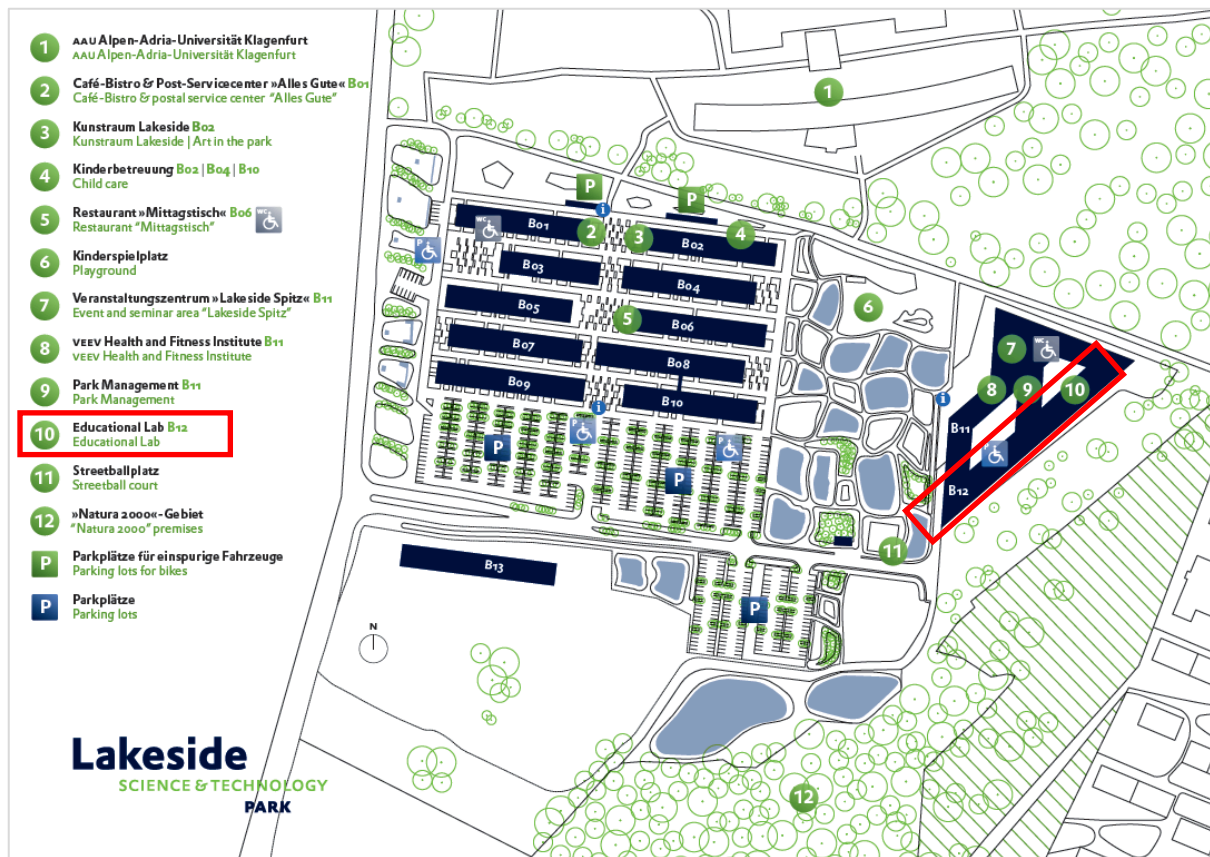 1 AAU Alpen-Adria-Universität Klagenfurt
AAU Alpen-Adria-Universität Klagenfurt
2 Café-Bistro & Post-Servicecenter »Alles Gute« B01
Café-Bistro & postal service center “Alles Gute”
3 Kunstraum Lakeside B02
Kunstraum Lakeside | Art in the park
4 Kinderbetreuung B02 | B04 | B10
Child care
5 Restaurant »Mittagstisch« B06 WC
Restaurant “Mittagstisch”
6 Kinderspielplatz
Playground
7 Veranstaltungszentrum »Lakeside Spitz« B11
Event and seminar area “Lakeside Spitz”
8 VEEV Health and Fitness Institute B11
VEEV Health and Fitness Institute
9 Park Management B11
Park Management
10 Educational Lab B12
Educational Lab
11 Streetballplatz
Streetball court
12 »Natura 2000«-Gebiet
“Natura 2000” premises
P Parkplätze für einspurige Fahrzeuge
Parking lots for bikes
P Parkplätze
Parking lots
Lakeside
SCIENCE & TECHNOLOGY
PARK
1
P
P
i
B01
WC
2
3
B02
4
P
B03
B04
6
B05
5
B06
7
WC
B07
B08
8
9
10
B09
B10
i
i
P
P
P
P
B11
P
B12
11
B13
P
N
12